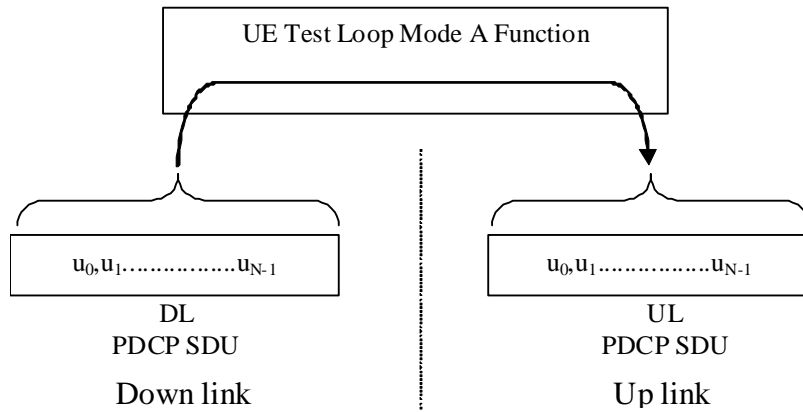 UE Test Loop Mode A Function
u0,u1.................uN-1
DL
PDCP SDU
Down link
u0,u1.................uN-1
UL
PDCP SDU
Up link